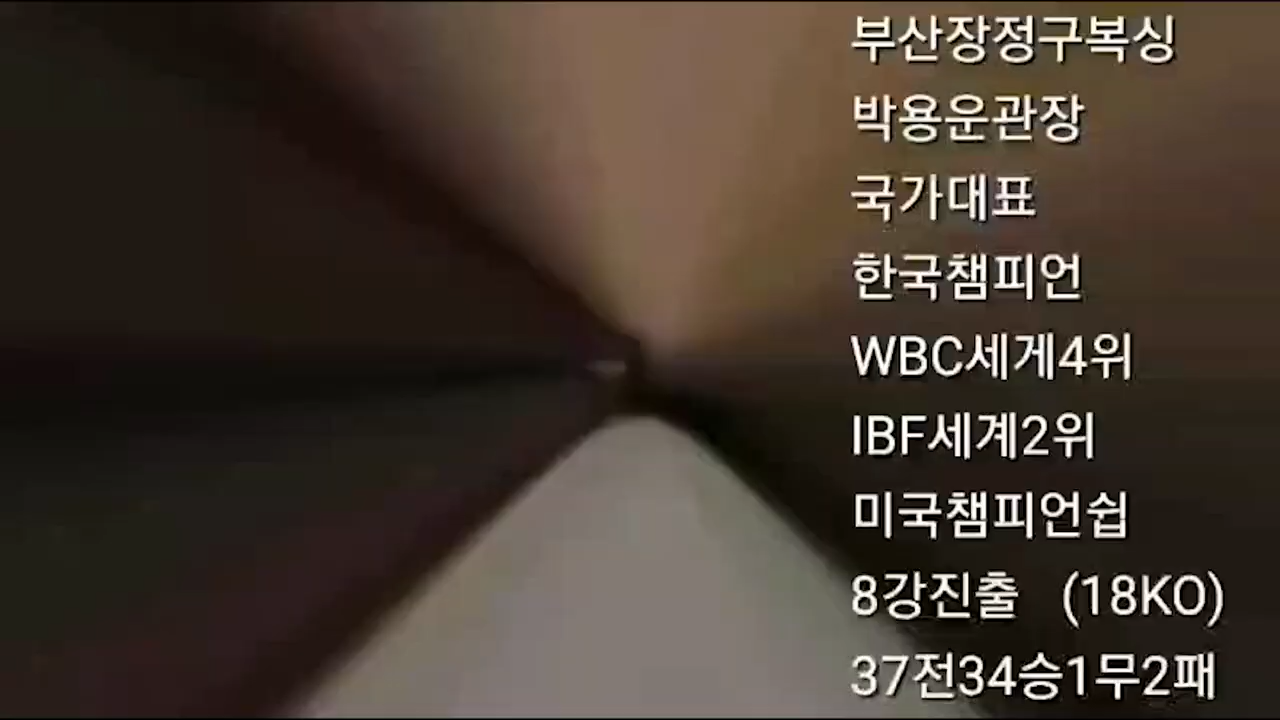 부산장정구복싱
박용운관장
국가대표
한국챔피언
WBC세게4위
IBF세계2위
미국챔피언쉽
8강진출 (18KO)
37전34승1무2패